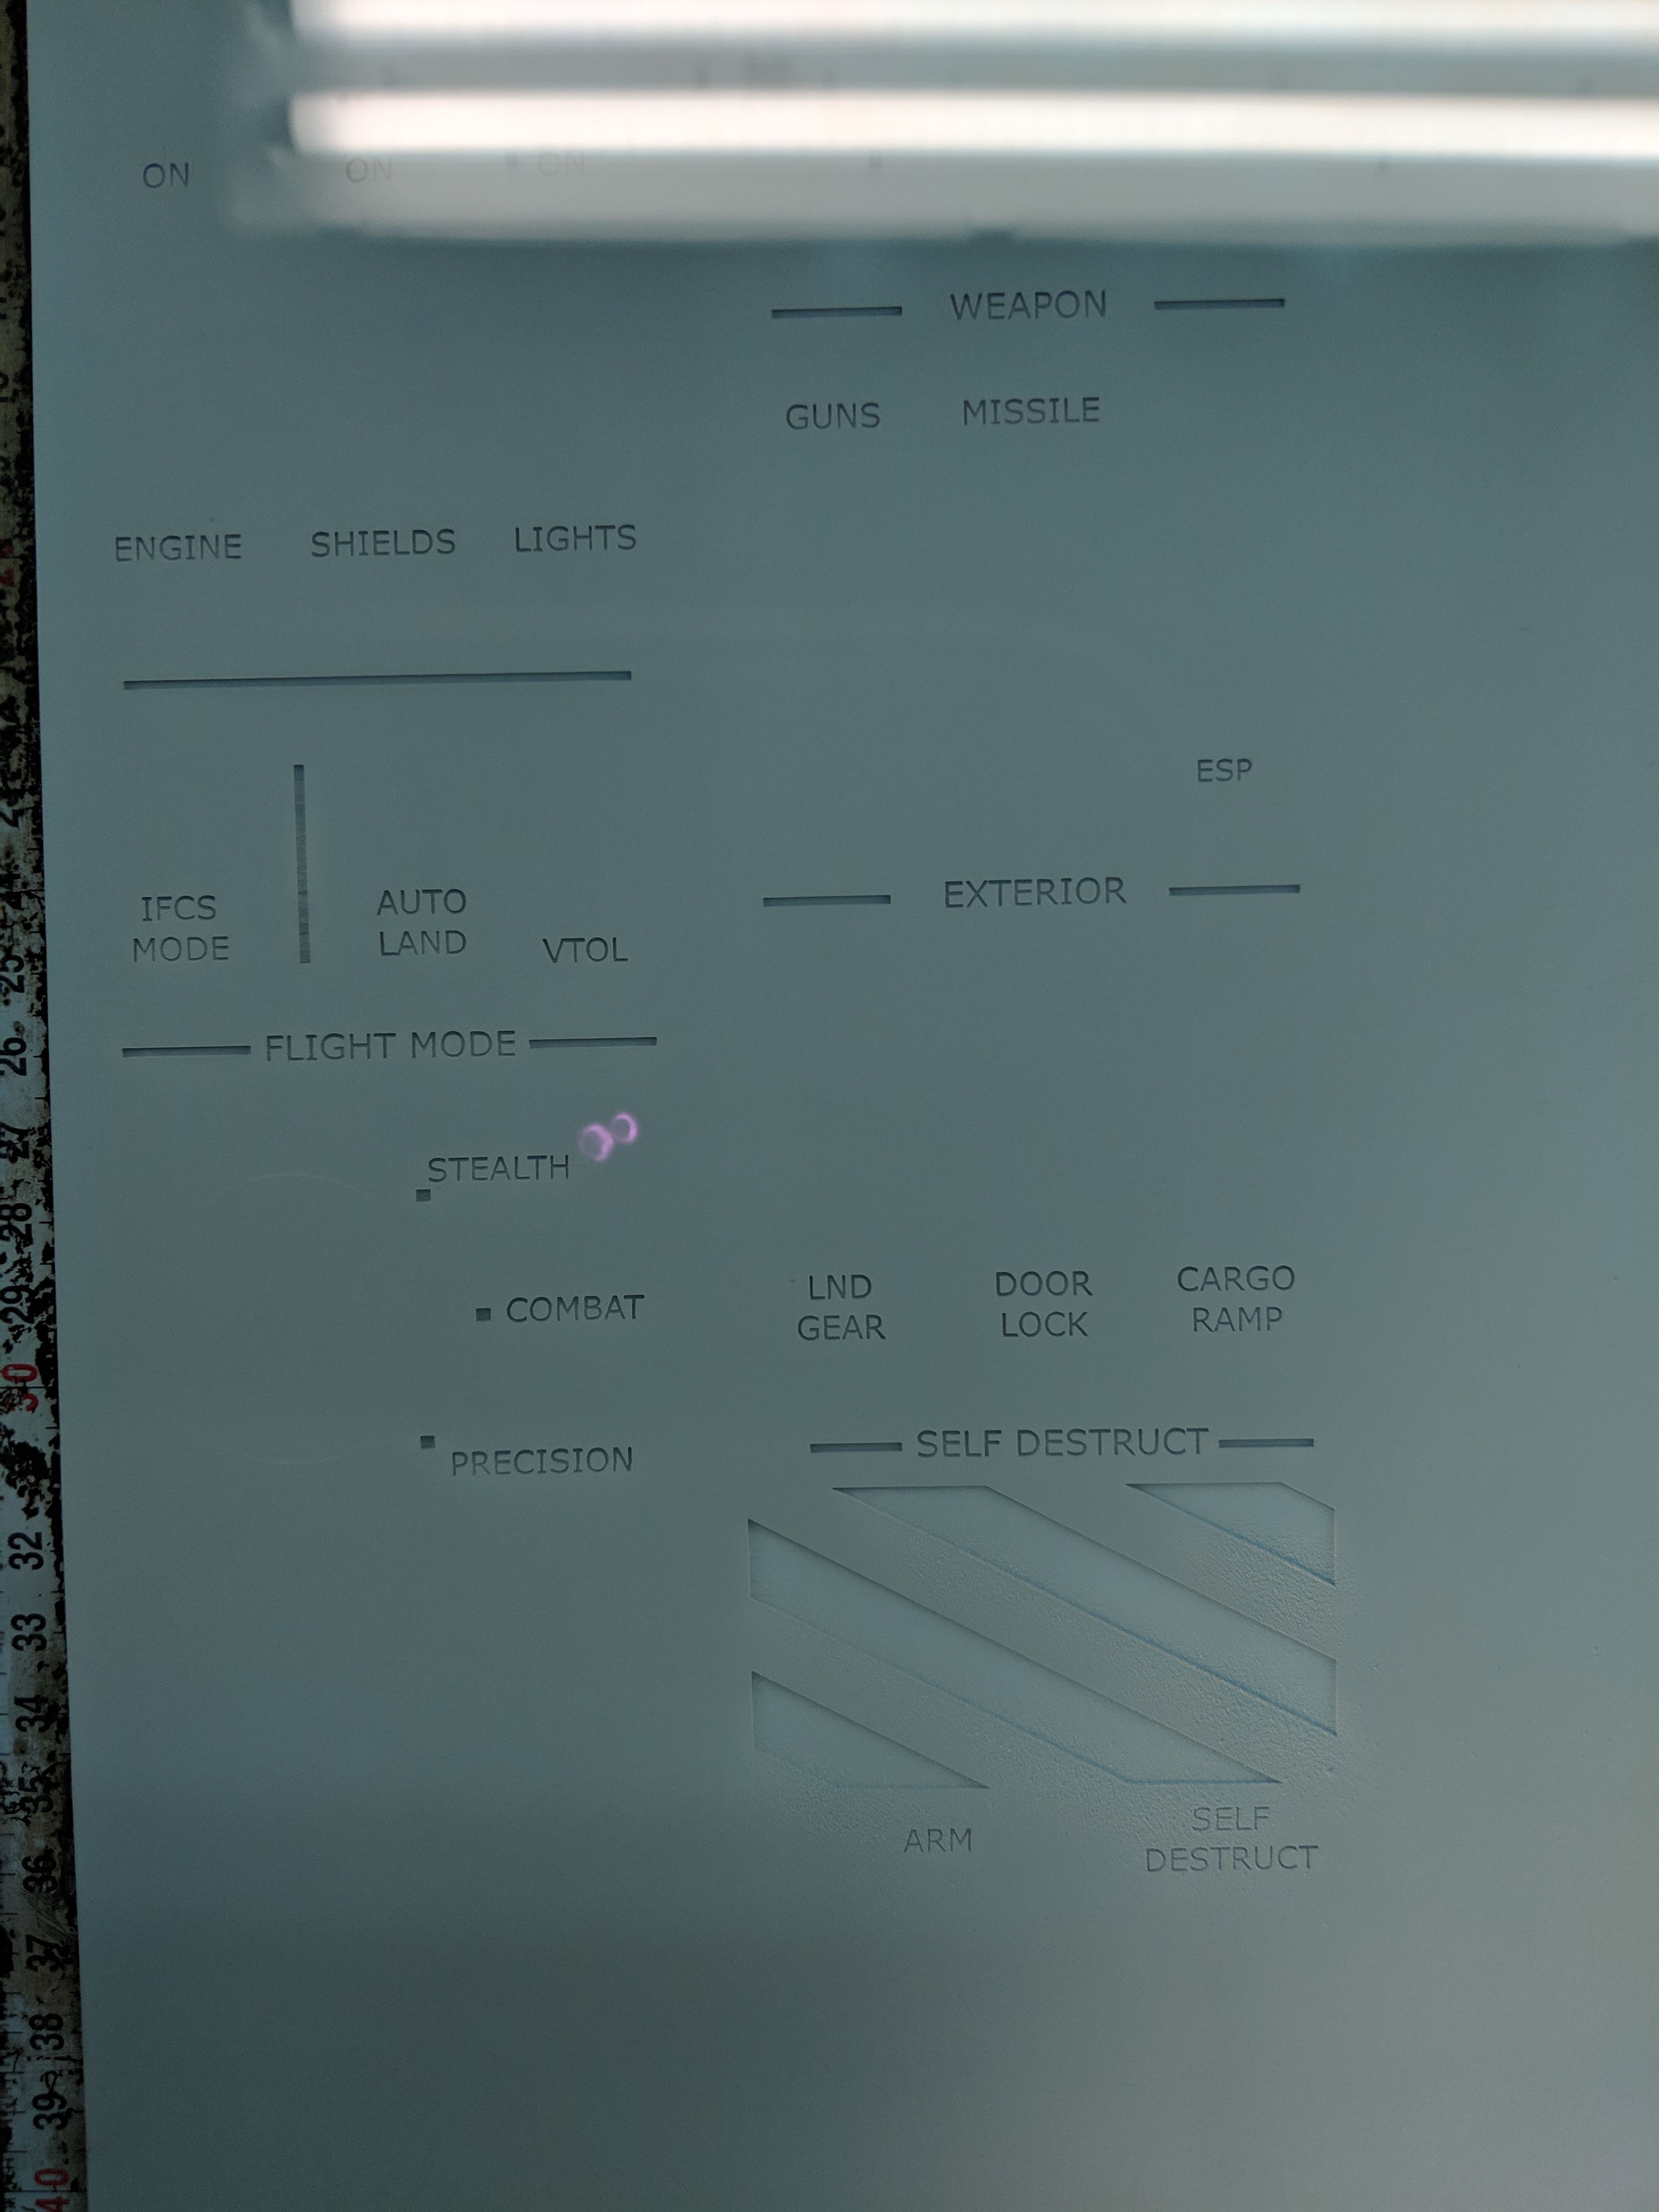 ON ON ON
WEAPON
GUNS MISSILE
ENGINE SHIELDS LIGHTS
ESP
IFCS
MODE
AUTO
LAND
VTOL
EXTERIOR
FLIGHT MODE
STEALTH
COMBAT
PRECISION
LND
GEAR
DOOR
LOCK
CARGO
RAMP
SELF DESTRUCT
ARM
SELF
DESTRUCT
25
26
27
28
29
30
32
33
34
35
36
37
38
39
40